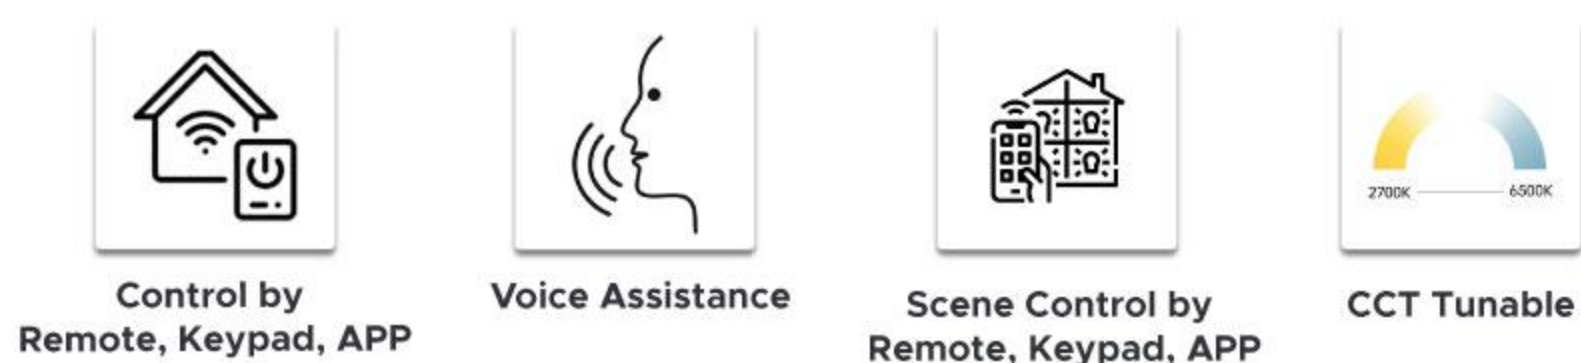 2700K
6500K
Control by
Remote, Keypad, APP
Voice Assistance
Scene Control by
Remote, Keypad, APP
CCT Tunable